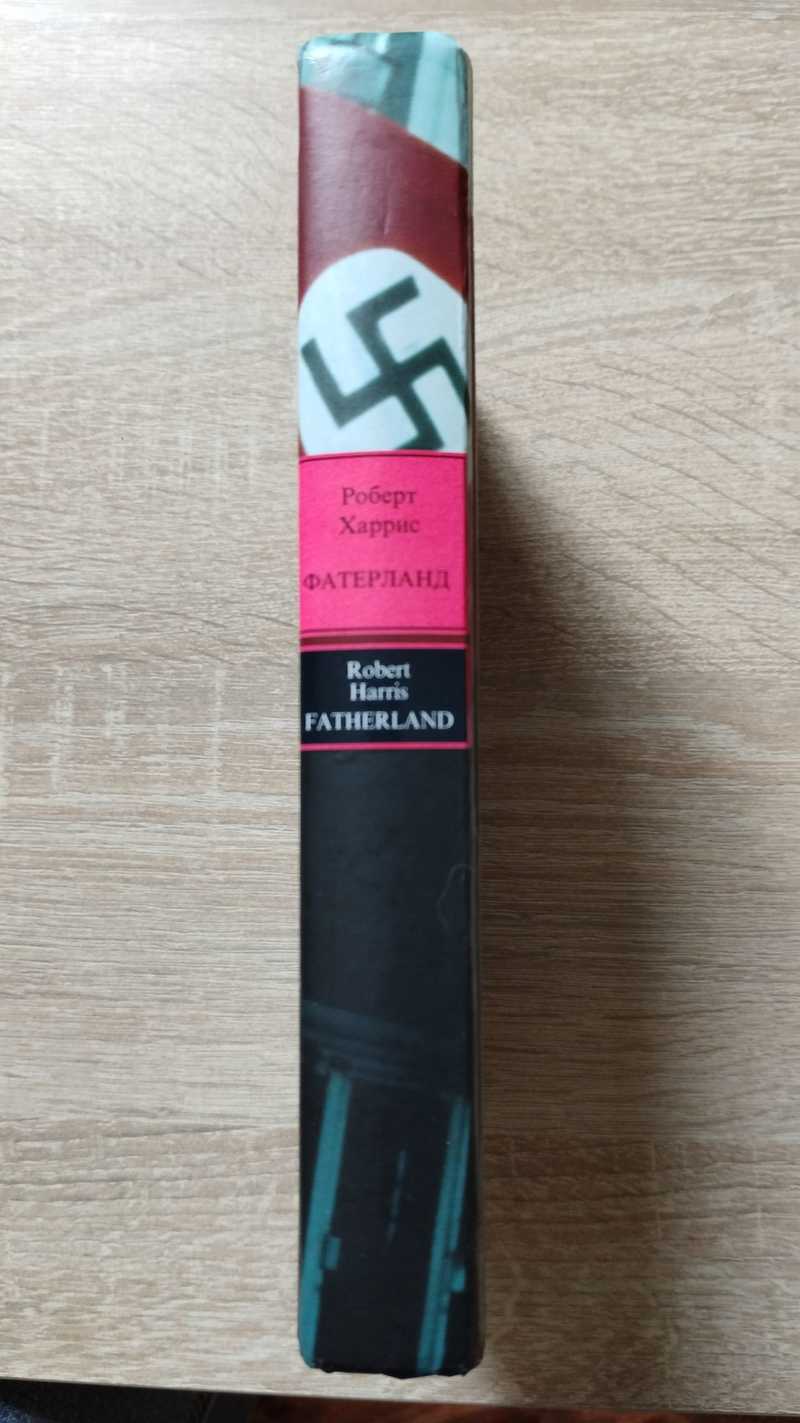 Роберт
Харрис
ФАТЕРЛАНД
Robert
Harris
FATHERLAND